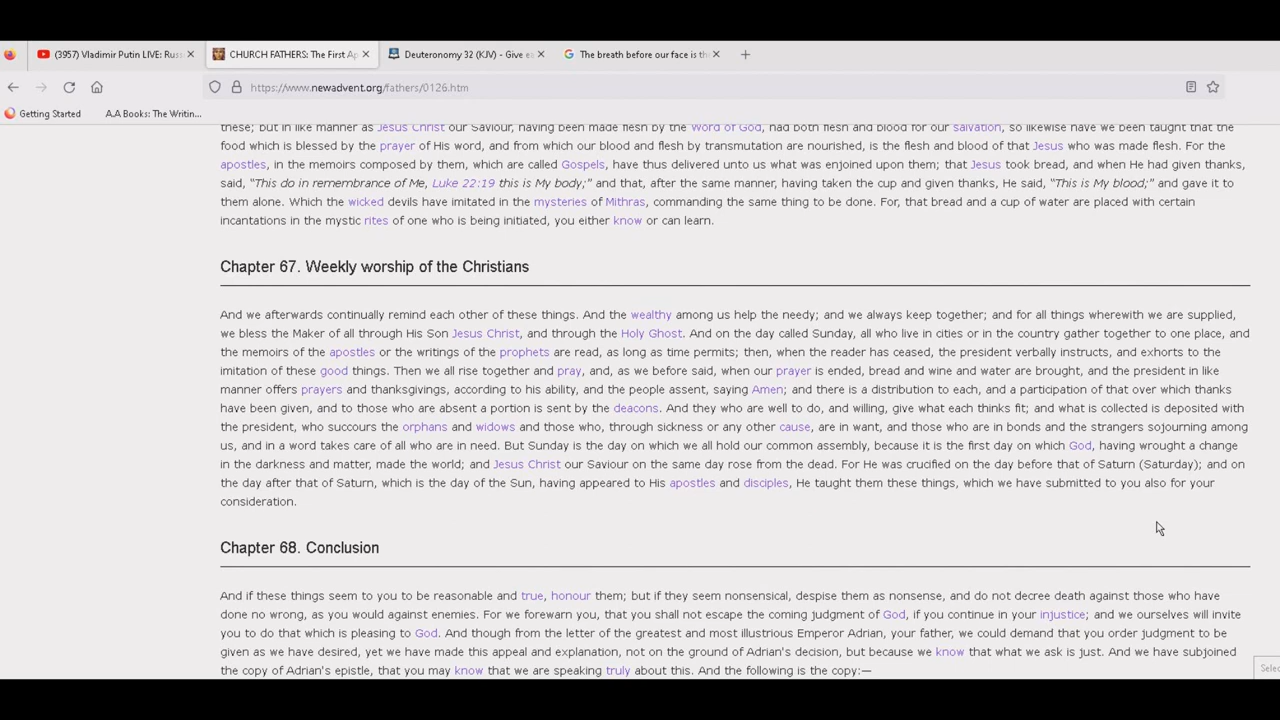 (3957) Vladimir Putin LIVE: Russ
CHURCH FATHERS: The First Ap
Deuteronomy 32 (KJV) - Give e
The breath before our face is th
https://www.newadvent.org/fathers/0126.htm
Getting Started
A.A Books: The Writin...
these; but in like manner as Jesus Christ our Saviour, having been made flesh by the Word of God, had both flesh and blood for our salvation, so likewise have we been taught that the
food which is blessed by the prayer of His word, and from which our blood and flesh by transmutation are nourished, is the flesh and blood of that Jesus who was made flesh. For the
apostles, in the memoirs composed by them, which are called Gospels, have thus delivered unto us what was enjoined upon them; that Jesus took bread, and when He had given thanks,
said, “This do in remembrance of Me, Luke 22:19 this is My body;” and that, after the same manner, having taken the cup and given thanks, He said, “This is My blood;” and gave it to
them alone. Which the wicked devils have imitated in the mysteries of Mithras, commanding the same thing to be done. For, that bread and a cup of water are placed with certain
incantations in the mystic rites of one who is being initiated, you either know or can learn.
Chapter 67. Weekly worship of the Christians
And we afterwards continually remind each other of these things. And the wealthy among us help the needy; and we always keep together; and for all things wherewith we are supplied,
we bless the Maker of all through His Son Jesus Christ, and through the Holy Ghost. And on the day called Sunday, all who live in cities or in the country gather together to one place, and
the memoirs of the apostles or the writings of the prophets are read, as long as time permits; then, when the reader has ceased, the president verbally instructs, and exhorts to the
imitation of these good things. Then we all rise together and pray, and, as we before said, when our prayer is ended, bread and wine and water are brought, and the president in like
manner offers prayers and thanksgivings, according to his ability, and the people assent, saying Amen; and there is a distribution to each, and a participation of that over which thanks
have been given, and to those who are absent a portion is sent by the deacons. And they who are well to do, and willing, give what each thinks fit; and what is collected is deposited with
the president, who succours the orphans and widows and those who, through sickness or any other cause, are in want, and those who are in bonds and the strangers sojourning among
us, and in a word takes care of all who are in need. But Sunday is the day on which we all hold our common assembly, because it is the first day on which God, having wrought a change
in the darkness and matter, made the world; and Jesus Christ our Saviour on the same day rose from the dead. For He was crucified on the day before that of Saturn (Saturday); and on
the day after that of Saturn, which is the day of the Sun, having appeared to His apostles and disciples, He taught them these things, which we have submitted to you also for your
consideration.
Chapter 68. Conclusion
And if these things seem to you to be reasonable and true, honour them; but if they seem nonsensical, despise them as nonsense, and do not decree death against those who have
done no wrong, as you would against enemies. For we forewarn you, that you shall not escape the coming judgment of God, if you continue in your injustice; and we ourselves will invite
you to do that which is pleasing to God. And though from the letter of the greatest and most illustrious Emperor Adrian, your father, we could demand that you order judgment to be
given as we have desired, yet we have made this appeal and explanation, not on the ground of Adrian's decision, but because we know that what we ask is just. And we have subjoined
the copy of Adrian's epistle, that you may know that we are speaking truly about this. And the following is the copy:—
Selec